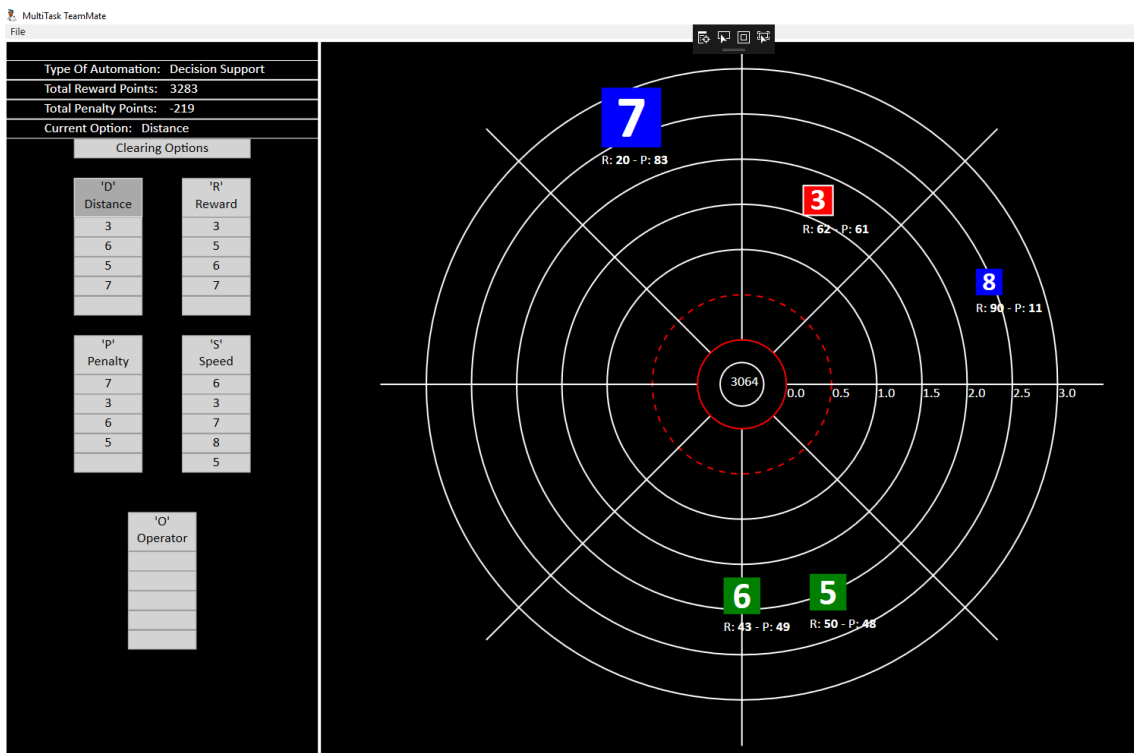 MultiTask TeamMate
File
Type Of Automation: Decision Support
Total Reward Points: 3283
Total Penalty Points: -219
Current Option: Distance
Clearing Options
'D'
Distance
3
6
5
7
'R'
Reward
3
5
6
7
'P'
Penalty
7
3
6
5
'S'
Speed
6
3
7
8
5
'O'
Operator
7
R: 20 - P: 83
3
R: 62 - P: 61
8
R: 90 - P: 11
3064
0.0 0.5 1.0 1.5 2.0 2.5 3.0
6
R: 43 - P: 49
5
R: 50 - P: 48